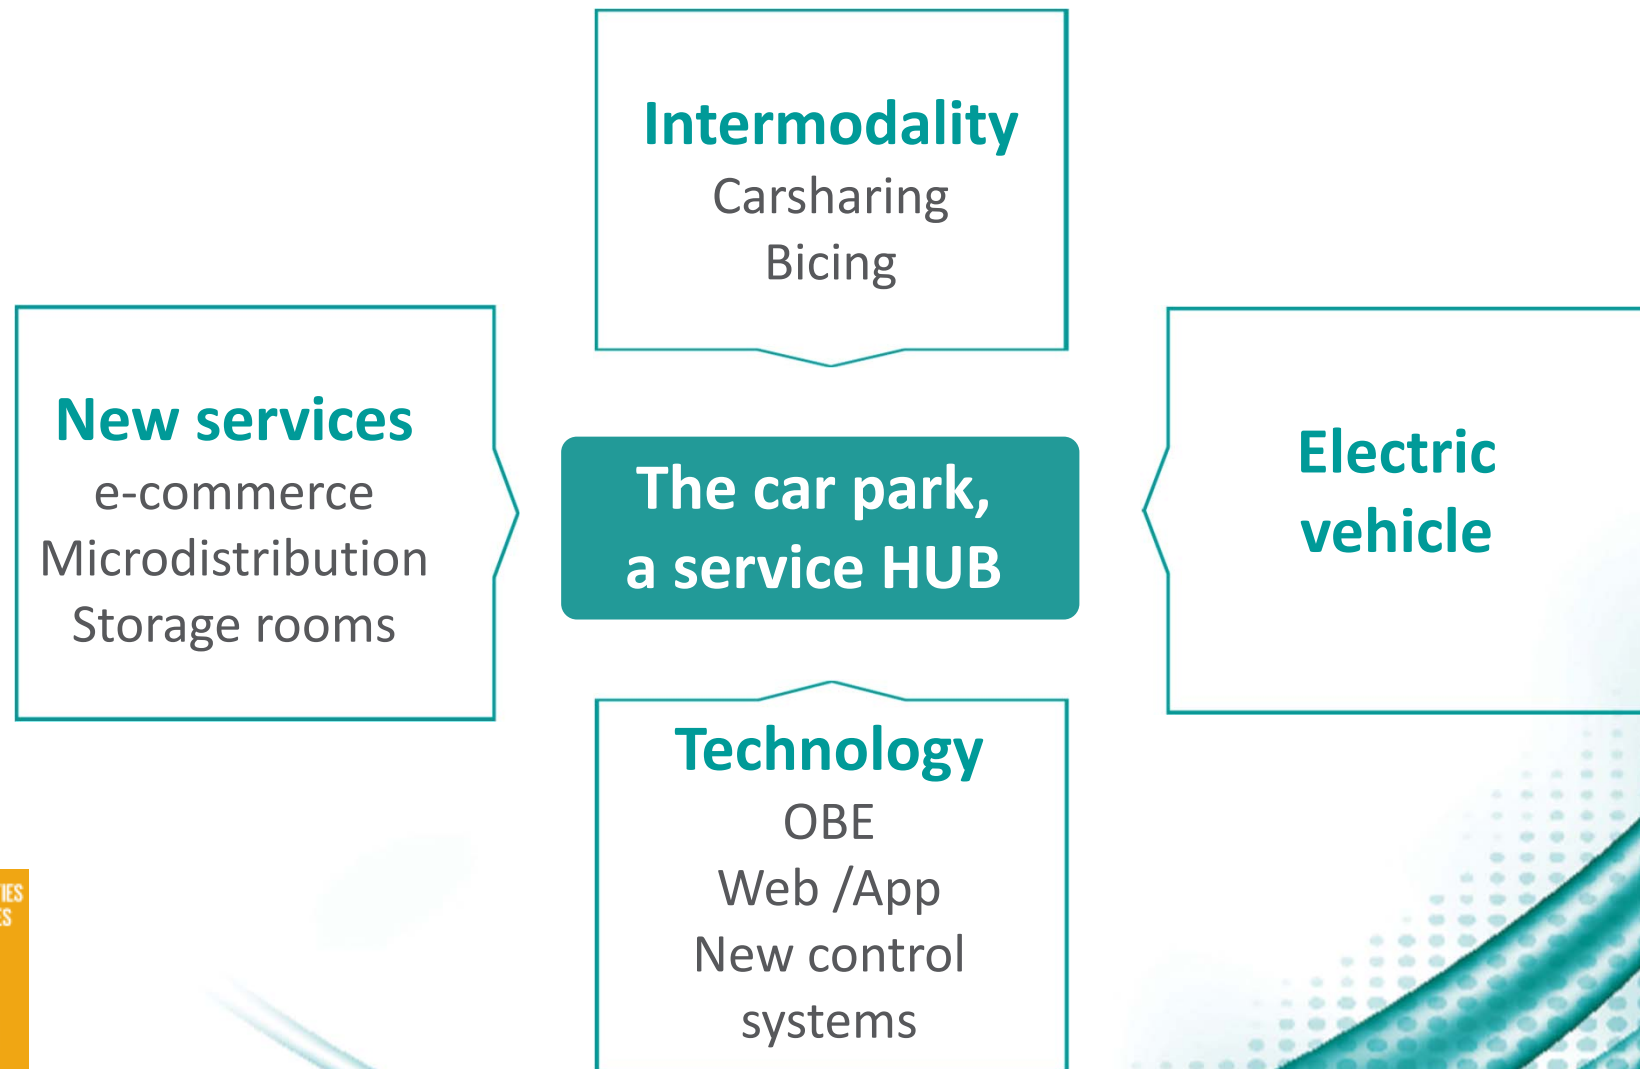 Intermodality
Carsharing
Bicing
New services
e-commerce
Microdistribution
Storage rooms
The car park,
a service HUB
Electric
vehicle
Technology
OBE
Web /App
New control
systems